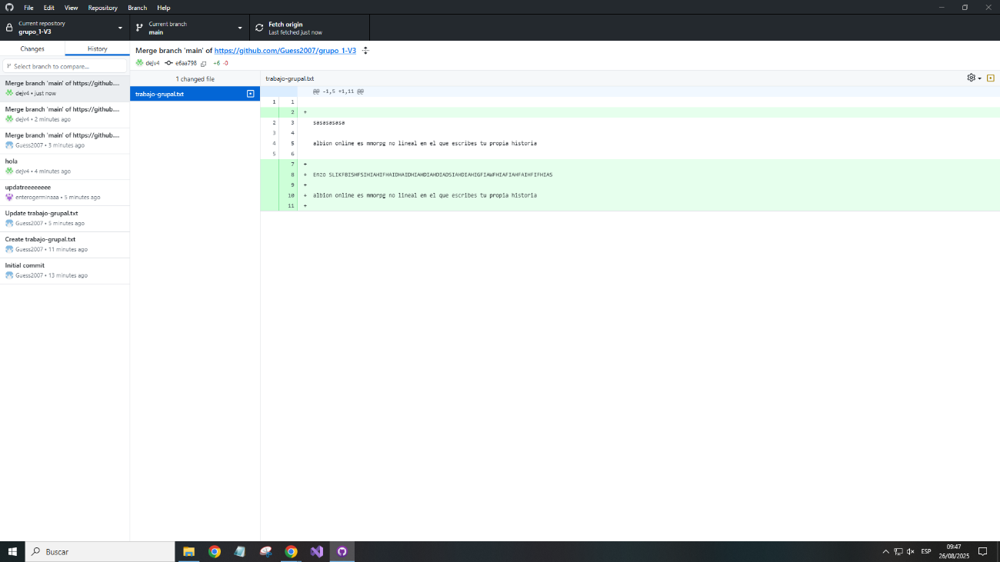 File Edit View Repository Branch Help
Current repository
grupo_1-V3
Current branch
main
Fetch origin
Last fetched just now
Changes History
Select branch to compare...
Merge branch 'main' of https://github....
dejv4 • just now
Merge branch 'main' of https://github....
dejv4 • 2 minutes ago
Merge branch 'main' of https://github....
Guess2007 • 3 minutes ago
hola
dejv4 • 4 minutes ago
updatreeeeeee
enterogerminaaa • 5 minutes ago
Update trabajo-grupal.txt
Guess2007 • 5 minutes ago
Create trabajo-grupal.txt
Guess2007 • 11 minutes ago
Initial commit
Guess2007 • 13 minutes ago
Merge branch 'main' of https://github.com/Guess2007/grupo_1-V3
dejv4 e6aa798 +6 -0
1 changed file
trabajo-grupal.txt
trabajo-grupal.txt
@@ -1,5 +1,11 @@
1 1
2 +
2 3 sasasasasa
3 4
4 5 albion online es mmorpg no lineal en el que escribes tu propia historia
5 6
7 +
8 + Enzo SLIKFBISHFSIHIAHIFHAIDHAIDHIAHDIAHDIADSIAHDIAHIGFIAWFHIAFIAHFAIHFIFHIAS
9 +
10 + albion online es mmorpg no lineal en el que escribes tu propia historia
11 +
Buscar
ESP
09:47
26/08/2025